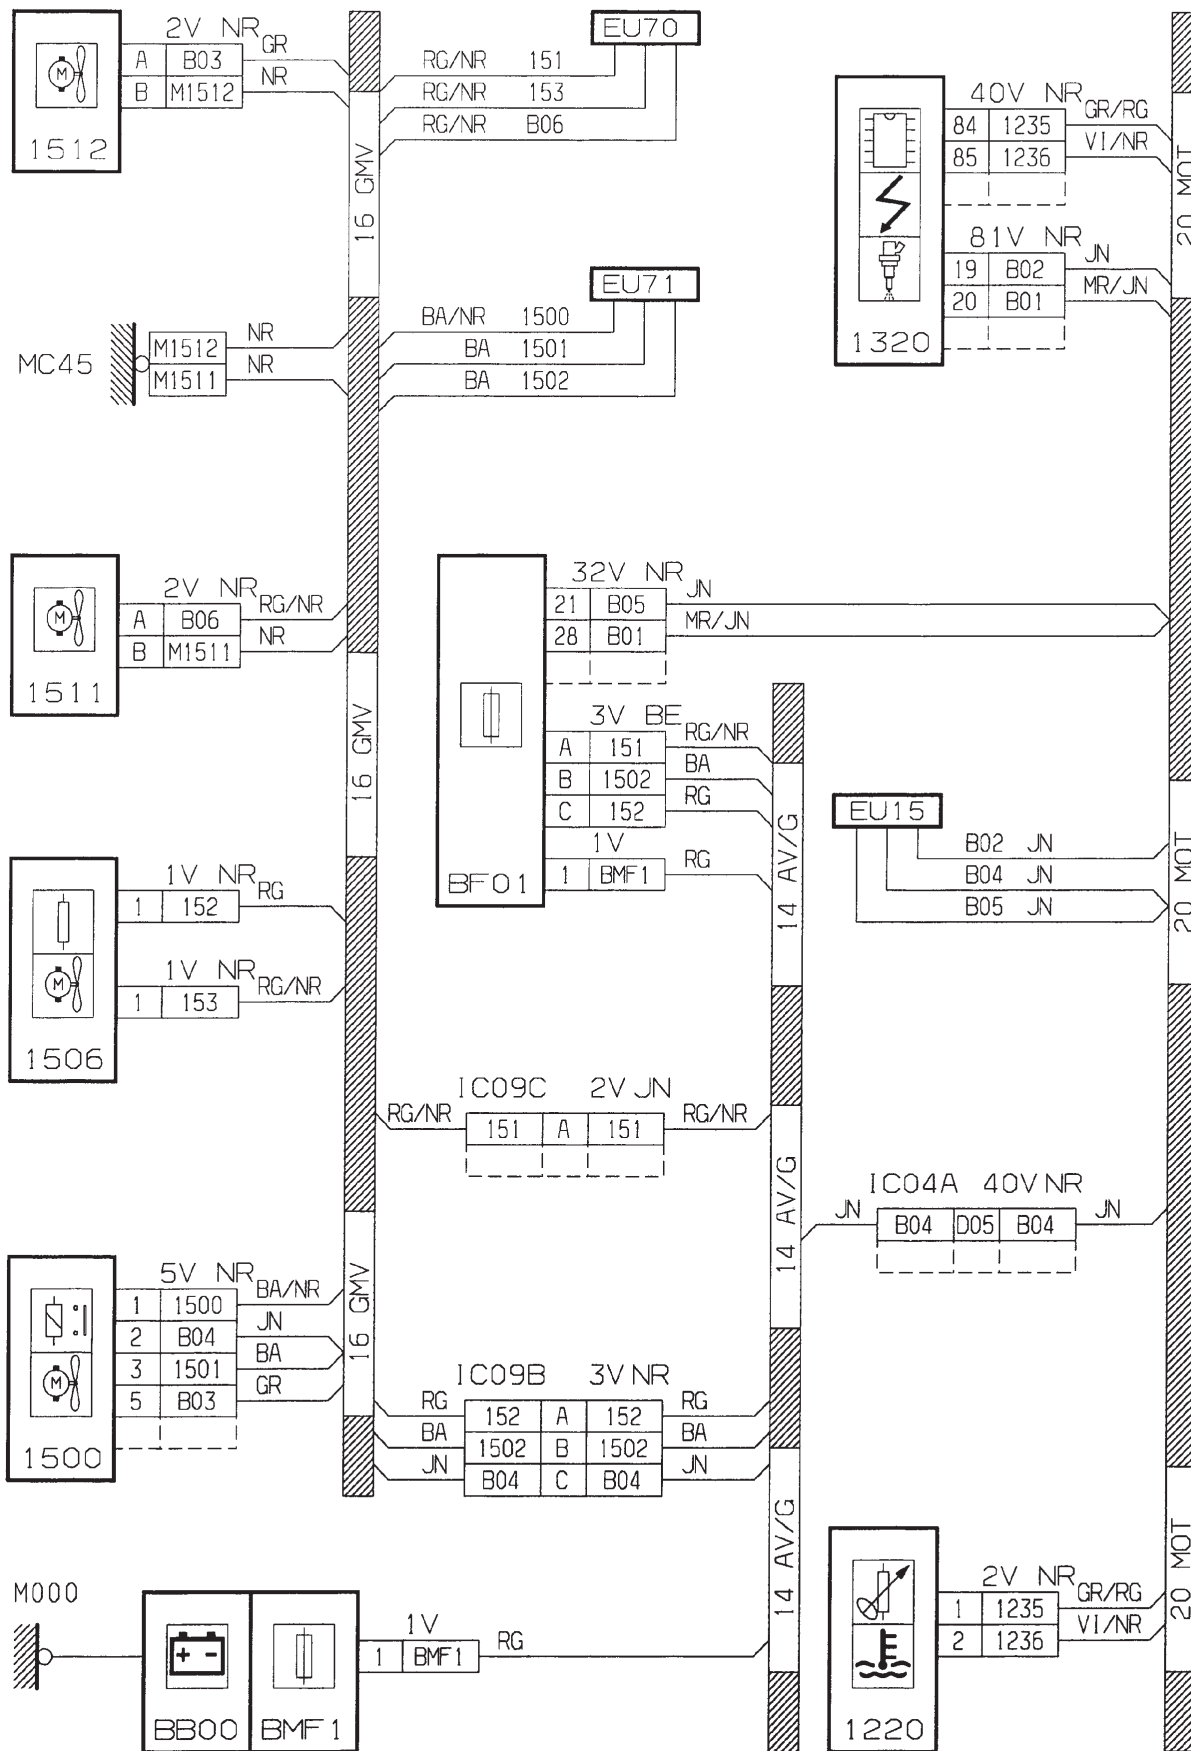 2V NR
A B03 GR
B M1512 NR
1512
16 GMV
EU70
RG/NR 151
RG/NR 153
RG/NR B06
40V NR
84 1235 GR/RG
85 1236 VI/NR
81V NR
19 B02 JN
20 B01 MR/JN
1320
20 MOT
EU71
BA/NR 1500
BA 1501
BA 1502
MC45
M1512 NR
M1511 NR
2V NR
A B06 RG/NR
B M1511 NR
1511
16 GMV
32V NR
21 B05 JN
28 B01 MR/JN
3V BE
A 151 RG/NR
B 1502 BA
C 152 RG
1V
1 BMF1 RG
BF01
14 AV/G
EU15
B02 JN
B04 JN
B05 JN
20 MOT
1V NR
1 152 RG
1V NR
1 153 RG/NR
1506
IC09C 2V JN
RG/NR 151 A 151 RG/NR
14 AV/G
IC04A 40V NR
JN B04 D05 B04 JN
5V NR
1 1500 BA/NR
2 B04 JN
3 1501 BA
5 B03 GR
1500
16 GMV
IC09B 3V NR
RG 152 A 152 RG
BA 1502 B 1502 BA
JN B04 C B04 JN
14 AV/G
M000
BB00
BMF1
1V
1 BMF1 RG
2V NR
1 1235 GR/RG
2 1236 VI/NR
1220
20 MOT